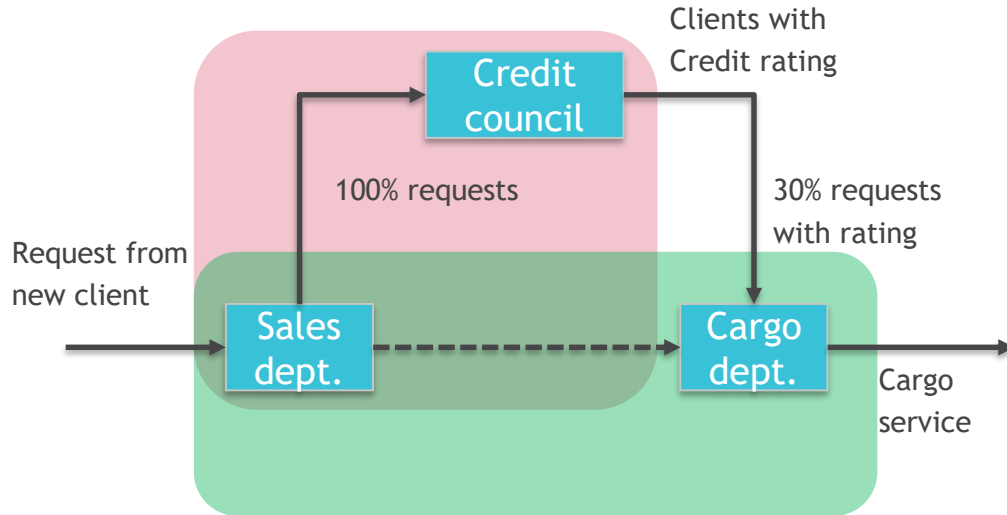 Clients with
Credit rating
Credit
council
100% requests
30% requests
with rating
Request from
new client
Sales
dept.
Cargo
dept.
Cargo
service